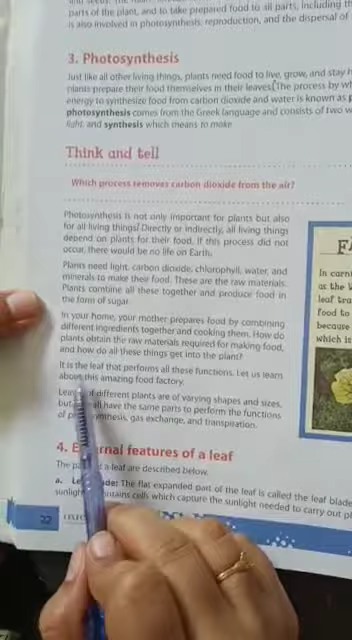 parts of the plant, and to take prepared food to all parts, including th
is also involved in photosynthesis, reproduction, and the dispersal of
3. Photosynthesis
Just like all other living things, plants need food to live, grow, and stay h
plants prepare their food themselves in their leaves. The process by wh
energy to synthesize food from carbon dioxide and water is known as p
photosynthesis comes from the Greek language and consists of two w
light, and synthesis which means to make
Think and tell
Which process removes carbon dioxide from the air?
Photosynthesis is not only important for plants but also
for all living things! Directly or indirectly, all living things
depend on plants for their food. If this process did not
occur, there would be no life on Earth.
Plants need light, carbon dioxide, chlorophyll, water, and
minerals to make their food. These are the raw materials.
Plants combine all these together and produce food in
the form of sugar.
In your home, your mother prepares food by combining
different ingredients together and cooking them. How do
plants obtain the raw materials required for making food,
and how do all these things get into the plant?
It is the leaf that performs all these functions. Let us learn
about this amazing food factory.
of different plants are of varying shapes and sizes,
all have the same parts to perform the functions
of gas exchange, and transpiration.
4. features of a leaf
The a leaf are described below.
a. The flat expanded part of the leaf is called the leaf blade
sunlight cells which capture the sunlight needed to carry out p
22
FA
In carni
as the
leaf tra
food to
because
which is